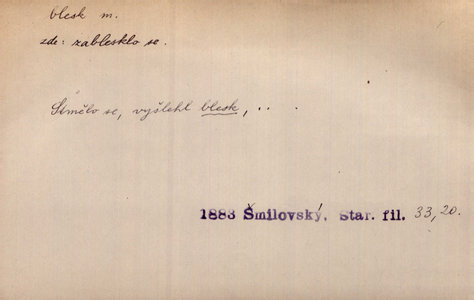 blesk m.
zde: zablesklo se.
Stmělo se, vyšlehl blesk, . . .
1883 Šmilovský, Star. fil. 33, 20.